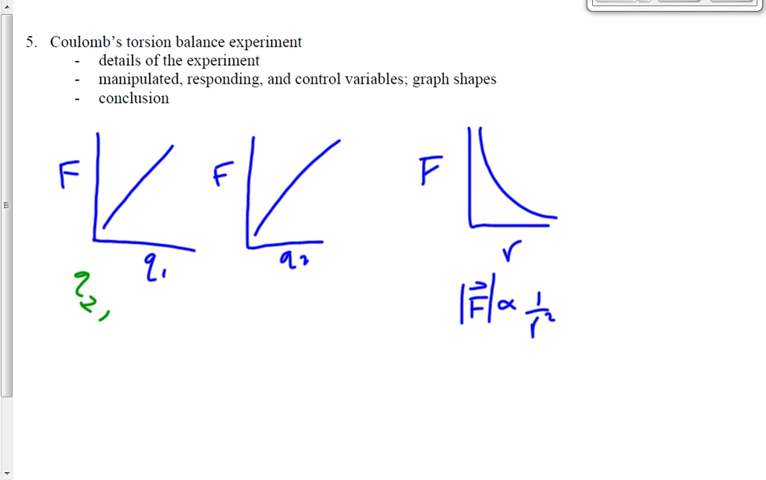 5. Coulomb's torsion balance experiment
- details of the experiment
- manipulated, responding, and control variables; graph shapes
- conclusion
F
q₁
F
q₂
F
r
q₂,
|F⃗| ∝ 1/r²